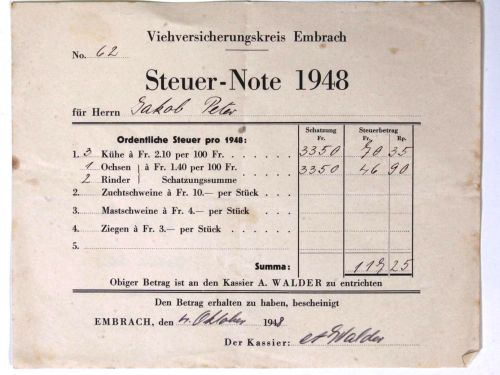 Viehversicherungskreis Embrach
No. 62
Steuer-Note 1948
für Herrn Jakob Peter
Schatzung Steuerbetrag
Ordentliche Steuer pro 1948: Fr. Fr. Rp.
1. 3 Kühe à Fr. 2.10 per 100 Fr. 3350 70 35
1 Ochsen } à Fr. 1.40 per 100 Fr. 3350 46 90
2 Rinder } Schatzungssumme
2. Zuchtschweine à Fr. 10.— per Stück
3. Mastschweine à Fr. 4.— per Stück
4. Ziegen à Fr. 3.— per Stück
5.
Summa: 117 25
Obiger Betrag ist an den Kassier A. WALDER zu entrichten
Den Betrag erhalten zu haben, bescheinigt
EMBRACH, den 4. Oktober 1948
Der Kassier: Walder